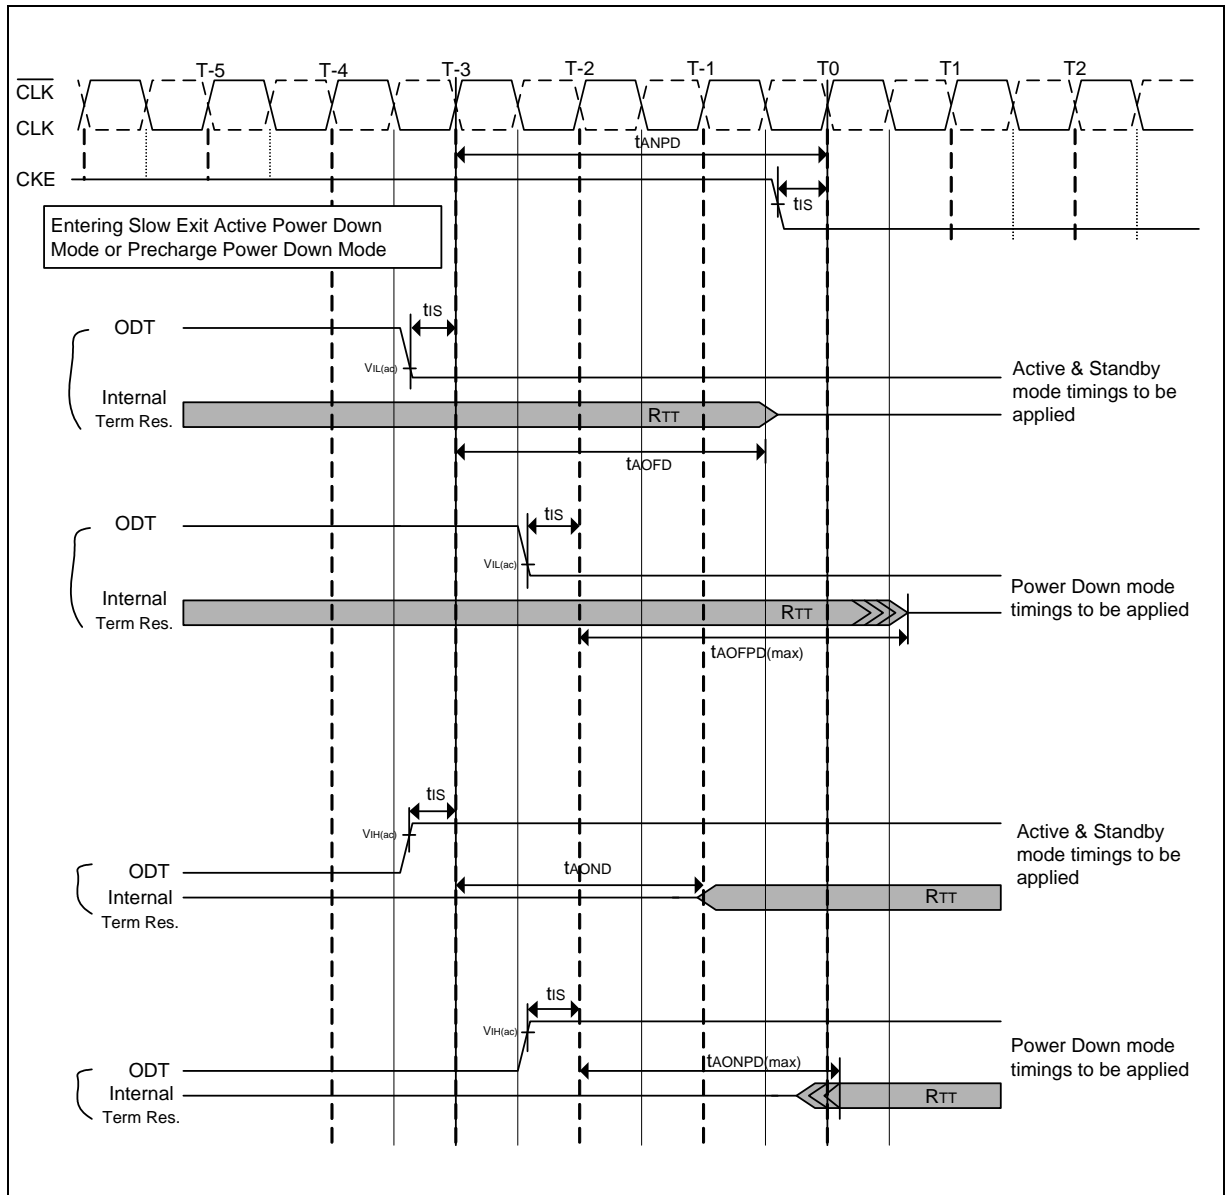 T-5 T-4 T-3 T-2 T-1 T0 T1 T2
CLK
CLK
tANPD
CKE
tIS
Entering Slow Exit Active Power Down
Mode or Precharge Power Down Mode
tIS
ODT
VIL(ac)
Active & Standby
mode timings to be
applied
Internal
Term Res.
RTT
tAOFD
ODT
tIS
VIL(ac)
Power Down mode
timings to be applied
Internal
Term Res.
RTT
tAOFPD(max)
tIS
VIH(ac)
Active & Standby
mode timings to be
applied
ODT
tAOND
Internal
Term Res.
RTT
tIS
VIH(ac)
Power Down mode
timings to be applied
ODT
tAONPD(max)
Internal
Term Res.
RTT